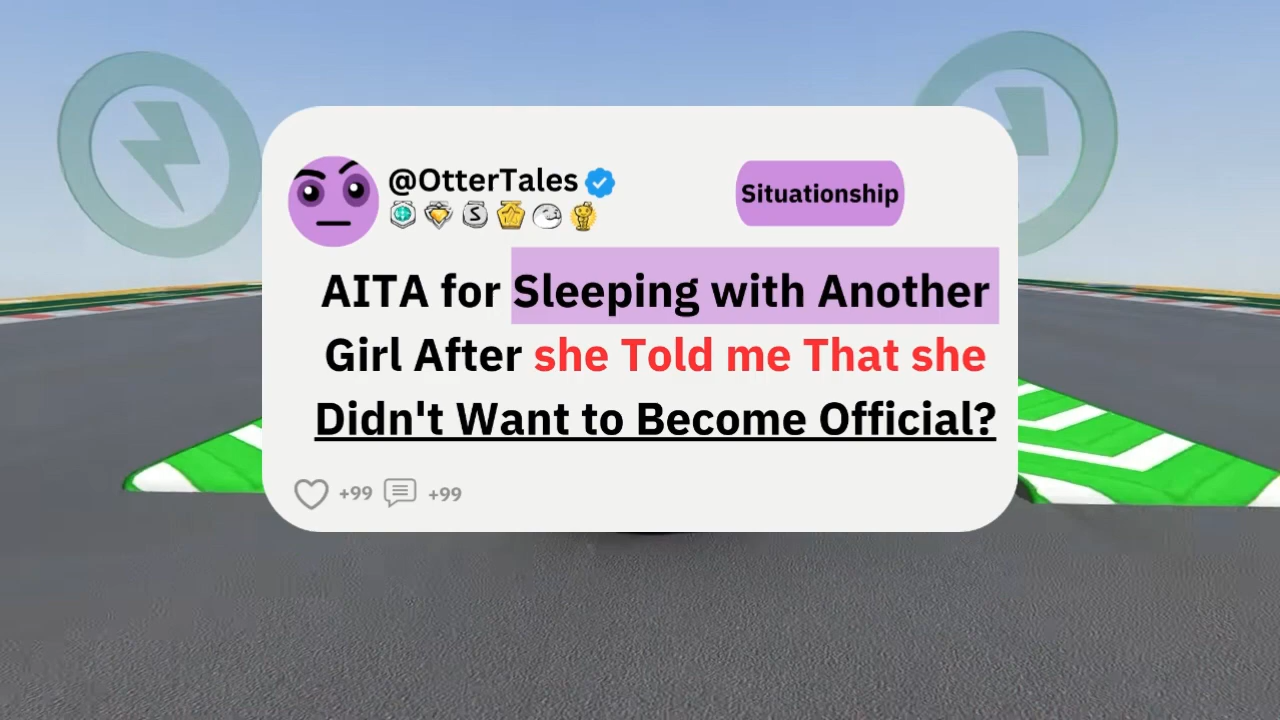 @OtterTales
Situationship
AITA for Sleeping with Another
Girl After she Told me That she
Didn't Want to Become Official?
+99 +99